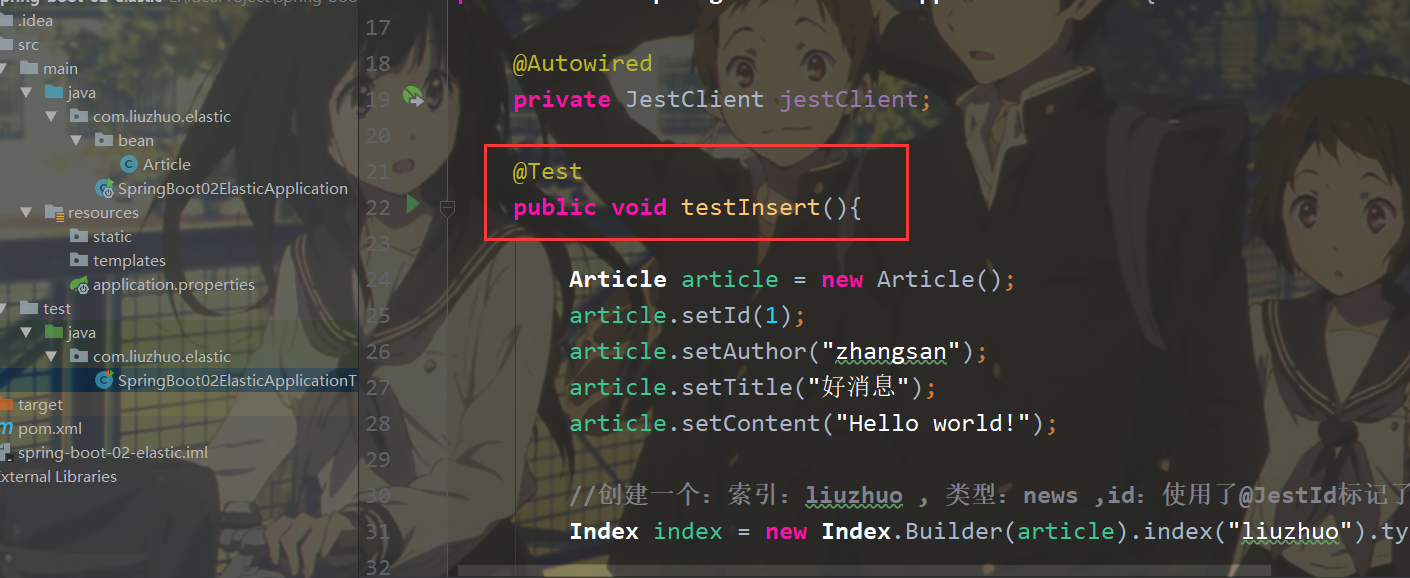 .idea
src
main
java
com.liuzhuo.elastic
bean
Article
SpringBoot02ElasticApplication
resources
static
templates
application.properties
test
java
com.liuzhuo.elastic
SpringBoot02ElasticApplicationT
target
pom.xml
spring-boot-02-elastic.iml
xternal Libraries
17
18 @Autowired
19 private JestClient jestClient;
20
21 @Test
22 public void testInsert(){
23
24 Article article = new Article();
25 article.setId(1);
26 article.setAuthor("zhangsan");
27 article.setTitle("好消息");
28 article.setContent("Hello world!");
29
30 //创建一个：索引：liuzhuo , 类型：news ,id：使用了@JestId标记了
31 Index index = new Index.Builder(article).index("liuzhuo").ty
32